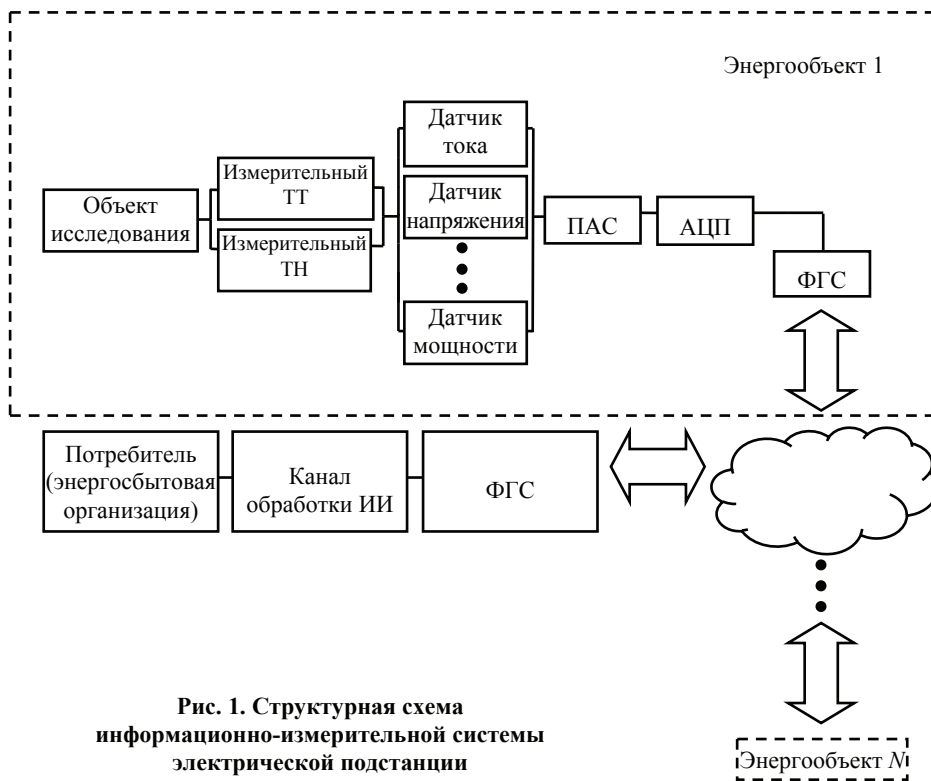 Энергообъект 1
Датчик
тока
Измерительный
ТТ
Датчик
напряжения
Объект
исследования
Измерительный
ТН
ПАС
АЦП
ФГС
Датчик
мощности
Потребитель
(энергосбытовая
организация)
Канал
обработки ИИ
ФГС
Рис. 1. Структурная схема
информационно-измерительной системы
электрической подстанции
Энергообъект N